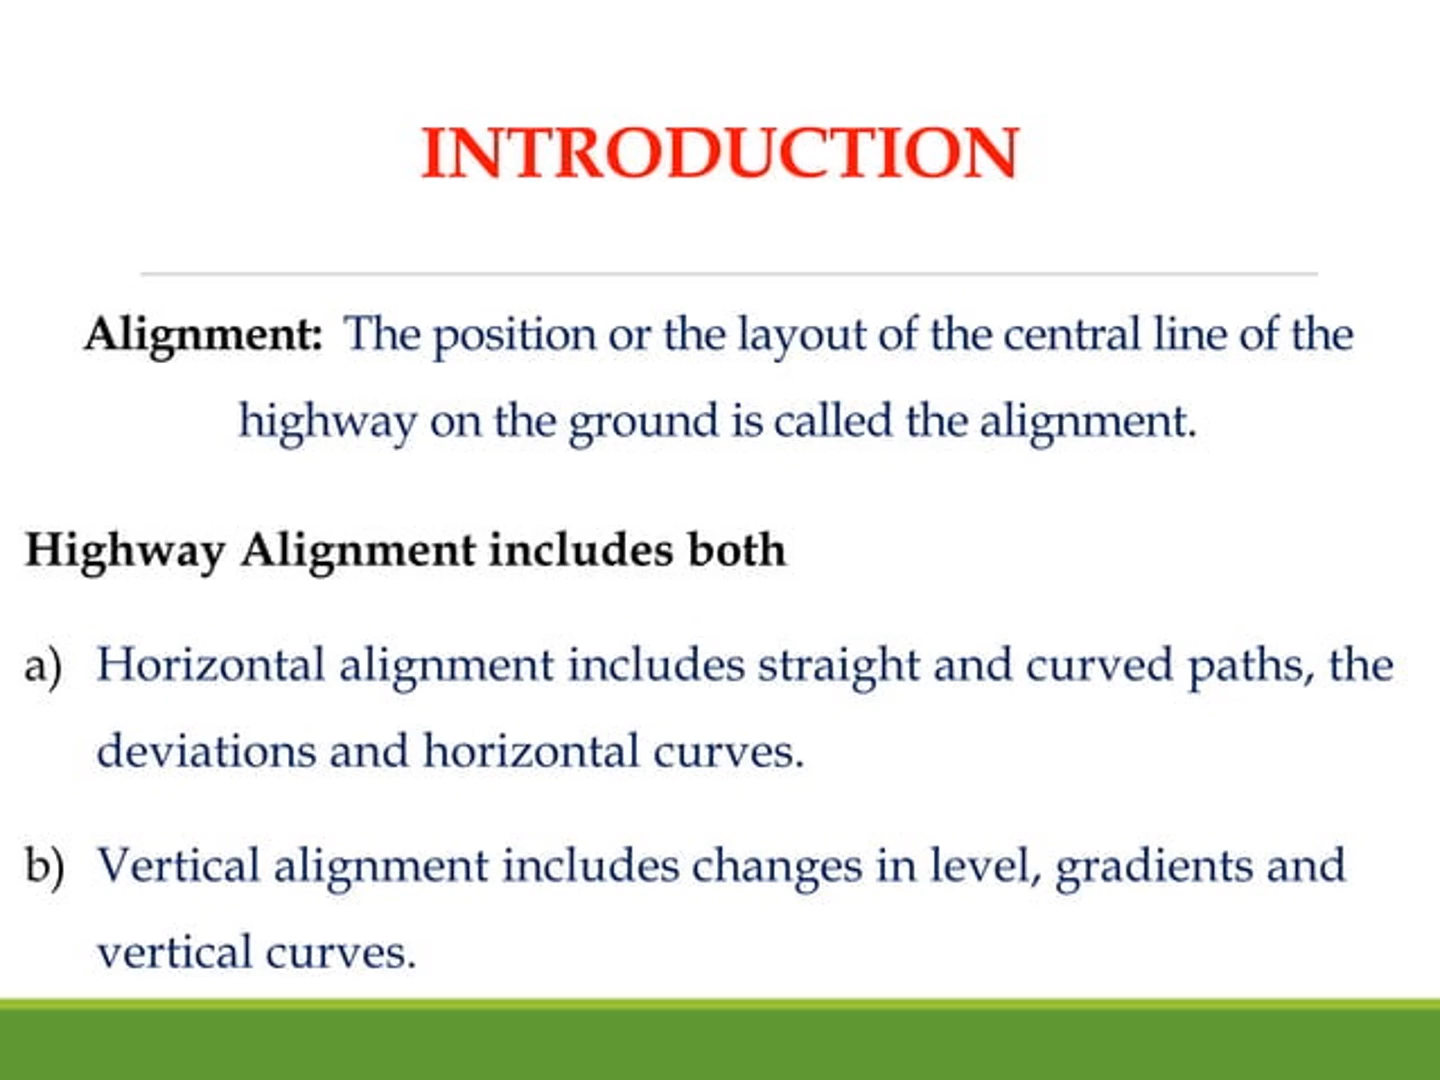 INTRODUCTION
Alignment: The position or the layout of the central line of the
highway on the ground is called the alignment.
Highway Alignment includes both
a) Horizontal alignment includes straight and curved paths, the
deviations and horizontal curves.
b) Vertical alignment includes changes in level, gradients and
vertical curves.